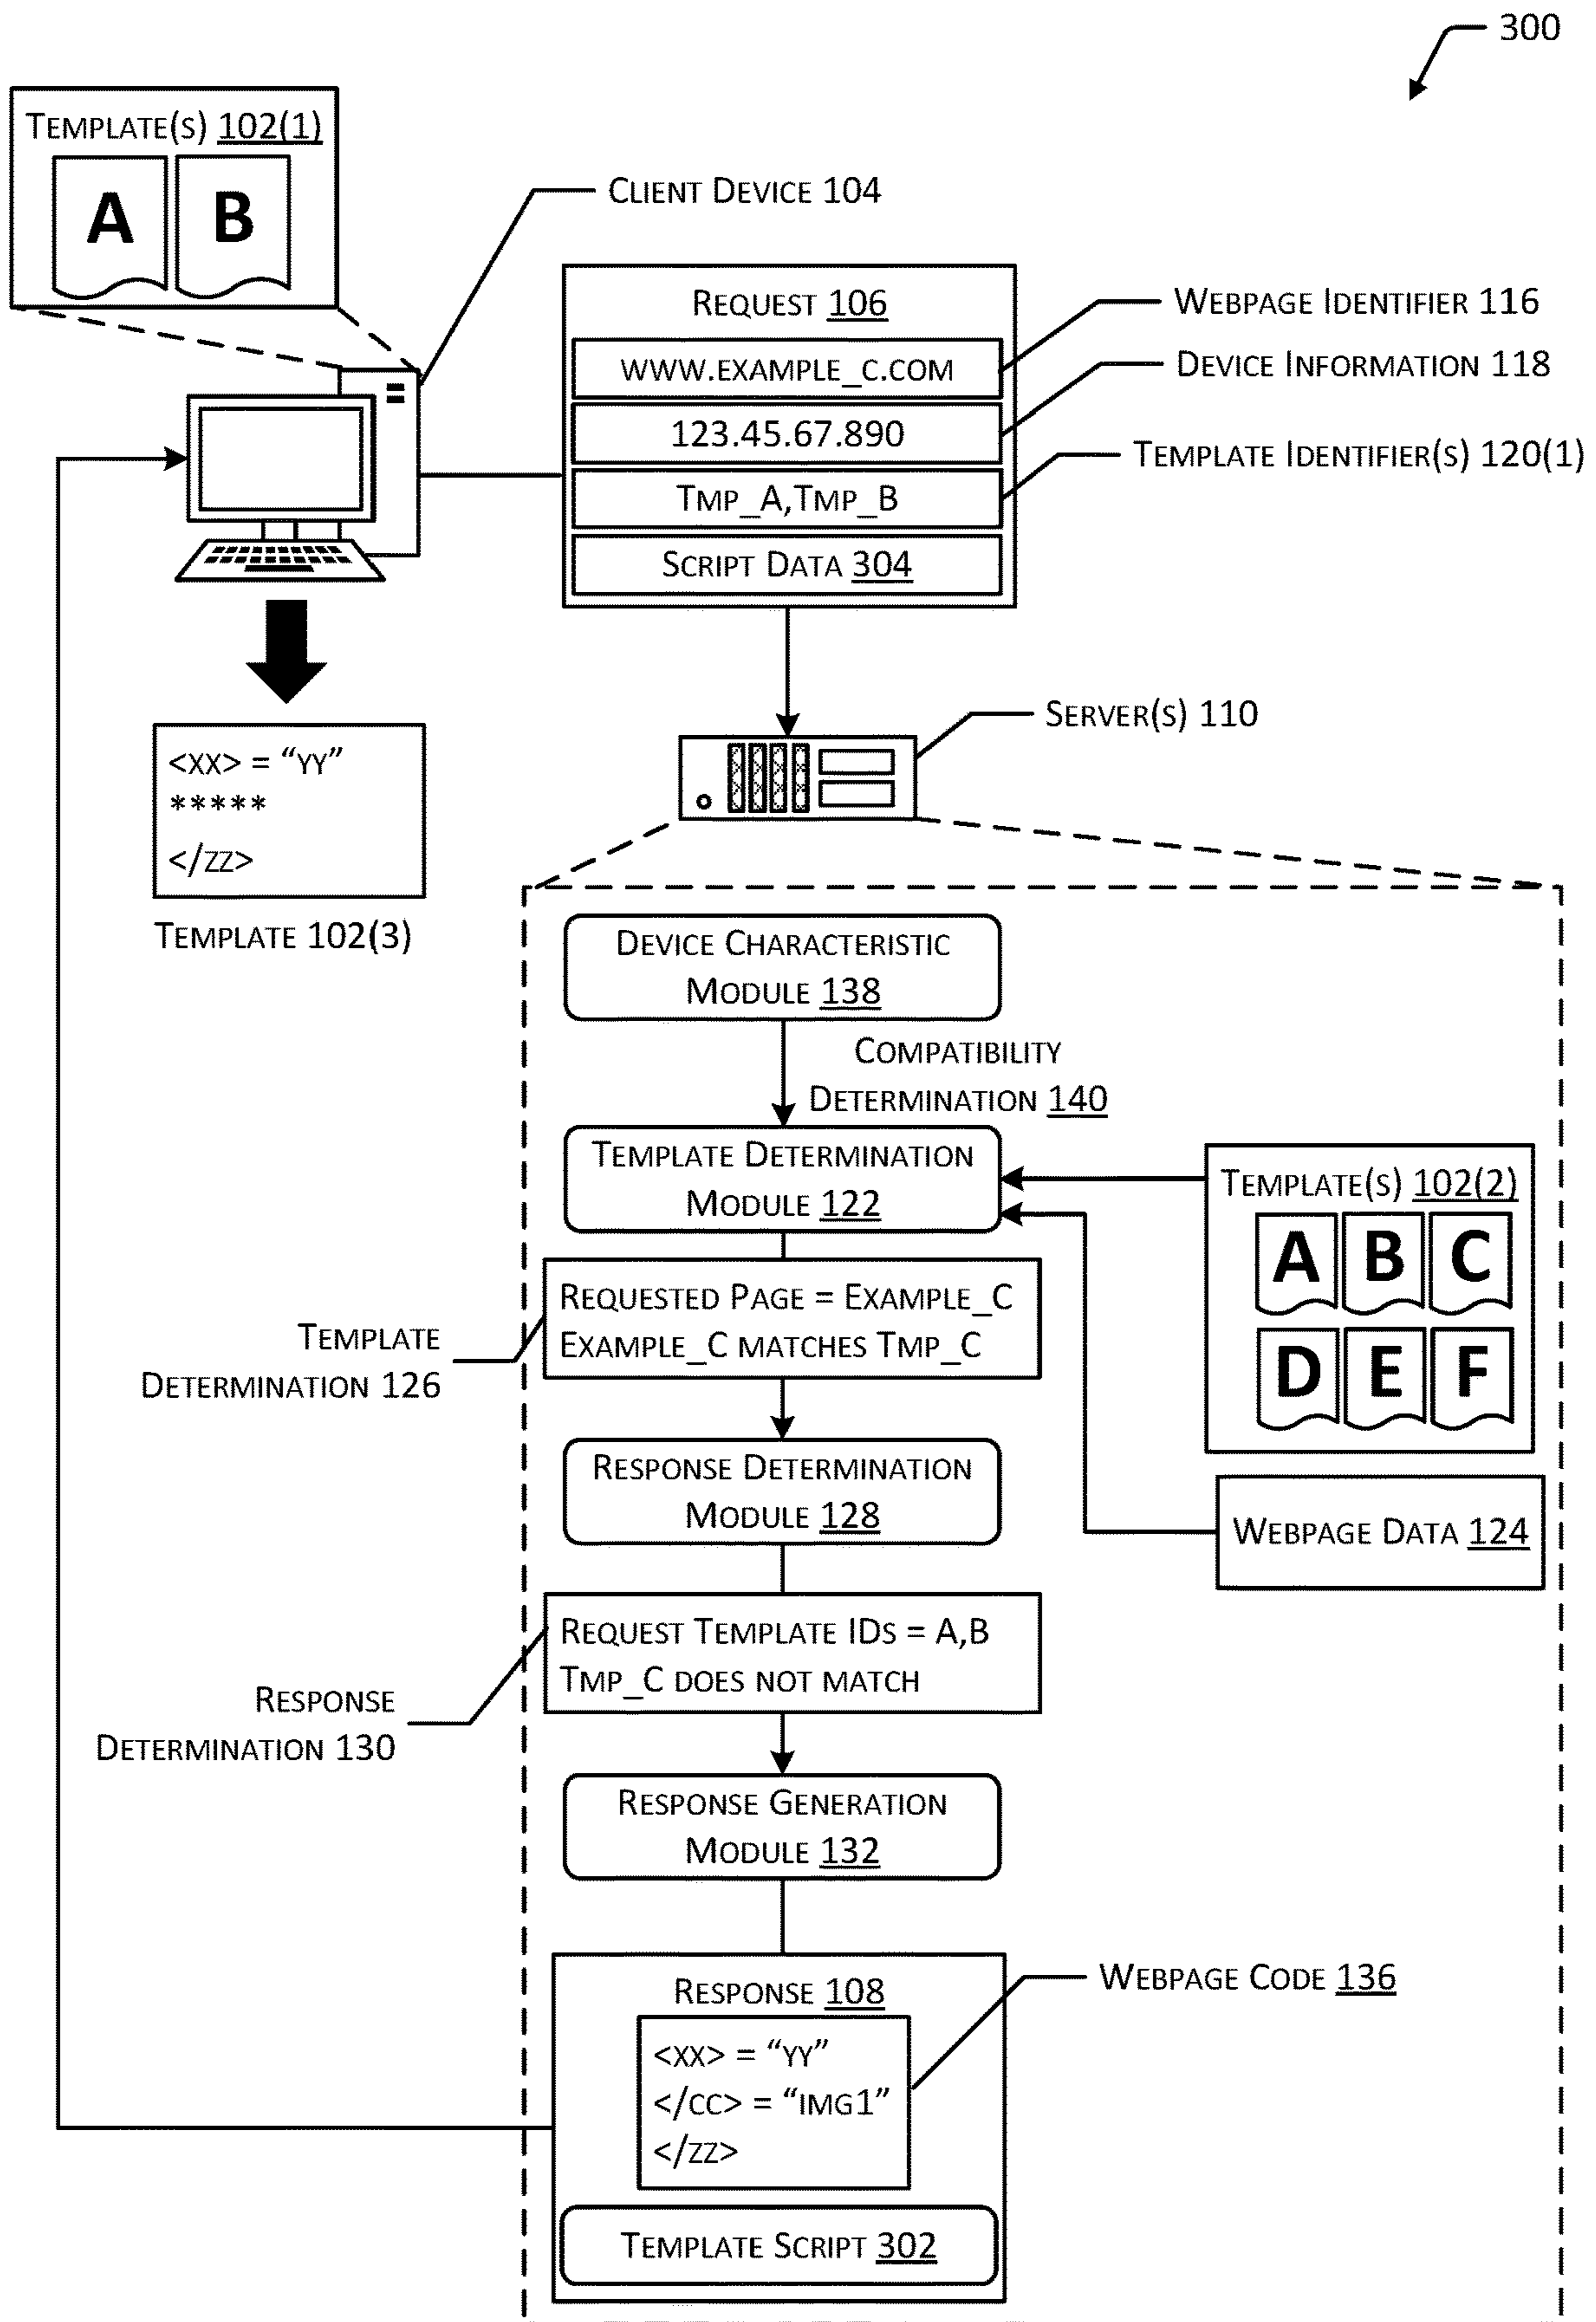 300
Template(s) 102(1)
A B
Client Device 104
Request 106
www.example_c.com
123.45.67.890
Tmp_A,Tmp_B
Script Data 304
Webpage Identifier 116
Device Information 118
Template Identifier(s) 120(1)
Server(s) 110
<xx> = “yy”
*****
</zz>
Template 102(3)
Device Characteristic
Module 138
Compatibility
Determination 140
Template Determination
Module 122
Template(s) 102(2)
A B C
D E F
Requested Page = Example_C
Example_C matches Tmp_C
Template
Determination 126
Response Determination
Module 128
Webpage Data 124
Request Template IDs = A,B
Tmp_C does not match
Response
Determination 130
Response Generation
Module 132
Response 108
<xx> = “yy”
</cc> = “img1”
</zz>
Webpage Code 136
Template Script 302